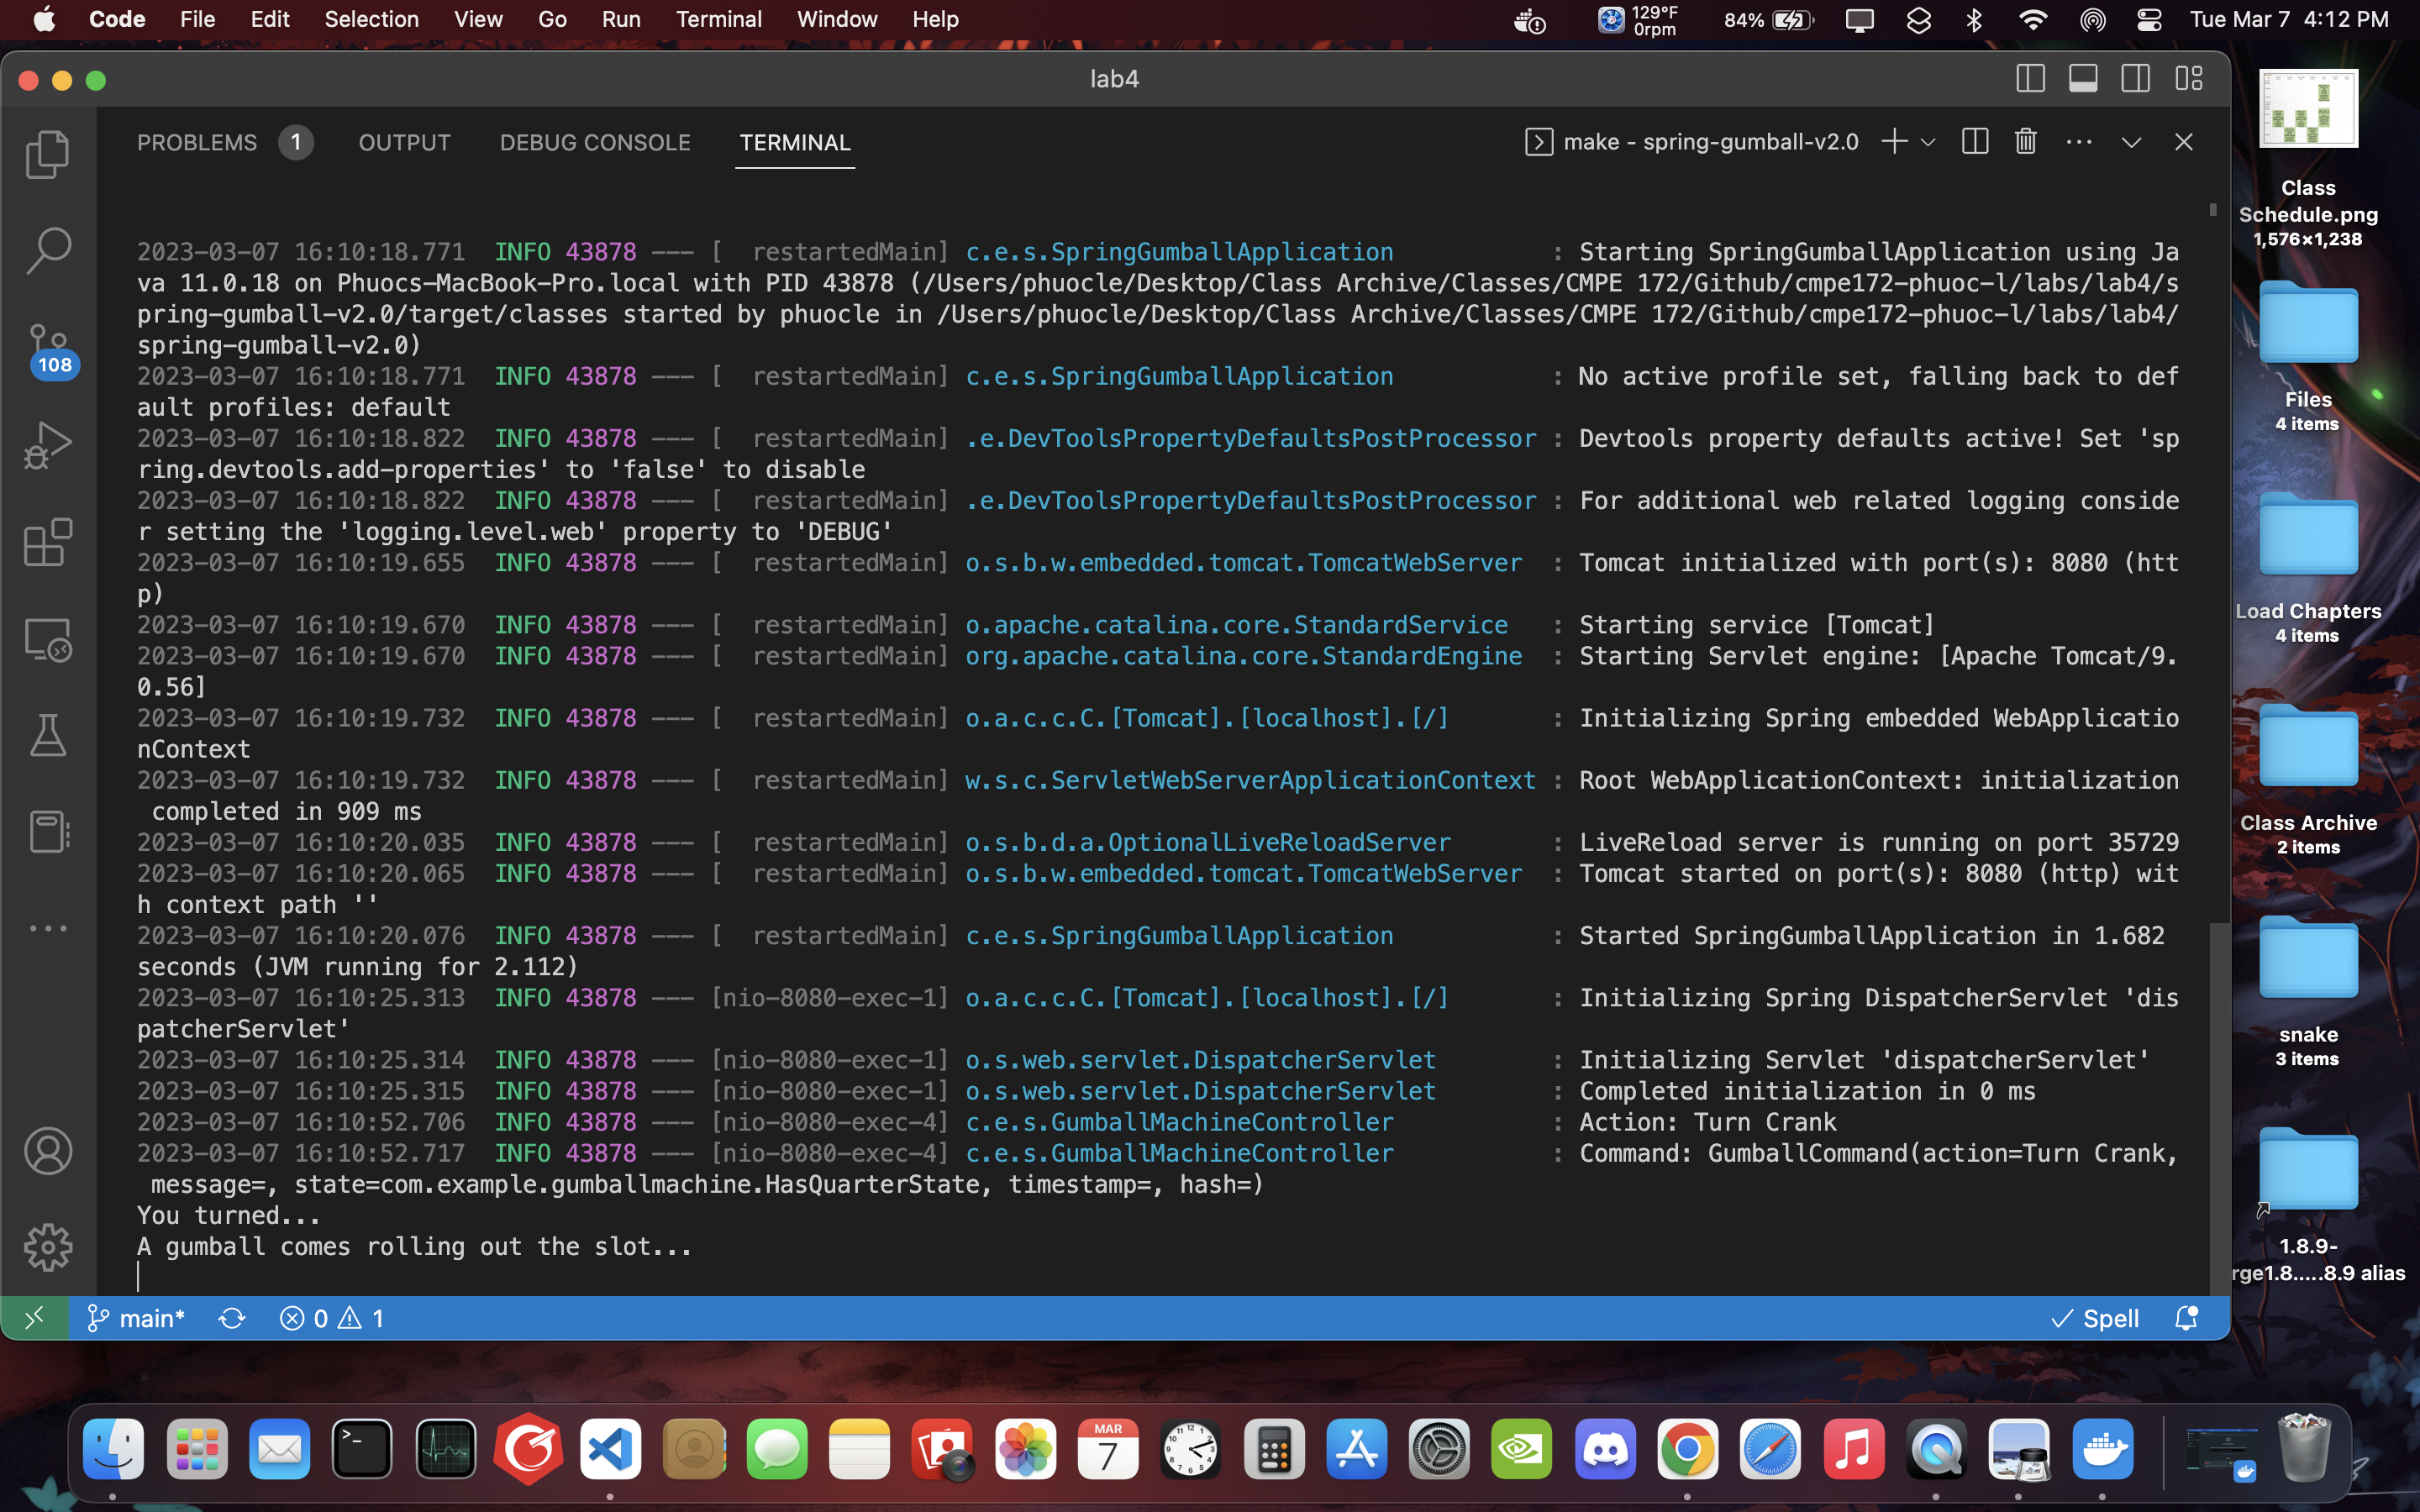 Code File Edit Selection View Go Run Terminal Window Help 129°F 0rpm 84% Tue Mar 7 4:12 PM
lab4
PROBLEMS 1 OUTPUT DEBUG CONSOLE TERMINAL make - spring-gumball-v2.0
2023-03-07 16:10:18.771 INFO 43878 --- [ restartedMain] c.e.s.SpringGumballApplication : Starting SpringGumballApplication using Ja
va 11.0.18 on Phuocs-MacBook-Pro.local with PID 43878 (/Users/phuocle/Desktop/Class Archive/Classes/CMPE 172/Github/cmpe172-phuoc-l/labs/lab4/s
pring-gumball-v2.0/target/classes started by phuocle in /Users/phuocle/Desktop/Class Archive/Classes/CMPE 172/Github/cmpe172-phuoc-l/labs/lab4/
spring-gumball-v2.0)
2023-03-07 16:10:18.771 INFO 43878 --- [ restartedMain] c.e.s.SpringGumballApplication : No active profile set, falling back to def
ault profiles: default
2023-03-07 16:10:18.822 INFO 43878 --- [ restartedMain] .e.DevToolsPropertyDefaultsPostProcessor : Devtools property defaults active! Set 'sp
ring.devtools.add-properties' to 'false' to disable
2023-03-07 16:10:18.822 INFO 43878 --- [ restartedMain] .e.DevToolsPropertyDefaultsPostProcessor : For additional web related logging conside
r setting the 'logging.level.web' property to 'DEBUG'
2023-03-07 16:10:19.655 INFO 43878 --- [ restartedMain] o.s.b.w.embedded.tomcat.TomcatWebServer : Tomcat initialized with port(s): 8080 (htt
p)
2023-03-07 16:10:19.670 INFO 43878 --- [ restartedMain] o.apache.catalina.core.StandardService : Starting service [Tomcat]
2023-03-07 16:10:19.670 INFO 43878 --- [ restartedMain] org.apache.catalina.core.StandardEngine : Starting Servlet engine: [Apache Tomcat/9.
0.56]
2023-03-07 16:10:19.732 INFO 43878 --- [ restartedMain] o.a.c.c.C.[Tomcat].[localhost].[/] : Initializing Spring embedded WebApplicatio
nContext
2023-03-07 16:10:19.732 INFO 43878 --- [ restartedMain] w.s.c.ServletWebServerApplicationContext : Root WebApplicationContext: initialization
 completed in 909 ms
2023-03-07 16:10:20.035 INFO 43878 --- [ restartedMain] o.s.b.d.a.OptionalLiveReloadServer : LiveReload server is running on port 35729
2023-03-07 16:10:20.065 INFO 43878 --- [ restartedMain] o.s.b.w.embedded.tomcat.TomcatWebServer : Tomcat started on port(s): 8080 (http) wit
h context path ''
2023-03-07 16:10:20.076 INFO 43878 --- [ restartedMain] c.e.s.SpringGumballApplication : Started SpringGumballApplication in 1.682
seconds (JVM running for 2.112)
2023-03-07 16:10:25.313 INFO 43878 --- [nio-8080-exec-1] o.a.c.c.C.[Tomcat].[localhost].[/] : Initializing Spring DispatcherServlet 'dis
patcherServlet'
2023-03-07 16:10:25.314 INFO 43878 --- [nio-8080-exec-1] o.s.web.servlet.DispatcherServlet : Initializing Servlet 'dispatcherServlet'
2023-03-07 16:10:25.315 INFO 43878 --- [nio-8080-exec-1] o.s.web.servlet.DispatcherServlet : Completed initialization in 0 ms
2023-03-07 16:10:52.706 INFO 43878 --- [nio-8080-exec-4] c.e.s.GumballMachineController : Action: Turn Crank
2023-03-07 16:10:52.717 INFO 43878 --- [nio-8080-exec-4] c.e.s.GumballMachineController : Command: GumballCommand(action=Turn Crank,
 message=, state=com.example.gumballmachine.HasQuarterState, timestamp=, hash=)
You turned...
A gumball comes rolling out the slot...
108
main* 0 1 Spell
Class
Schedule.png
1,576×1,238
Files
4 items
Load Chapters
4 items
Class Archive
2 items
snake
3 items
1.8.9-
rge1.8.....8.9 alias
MAR
7